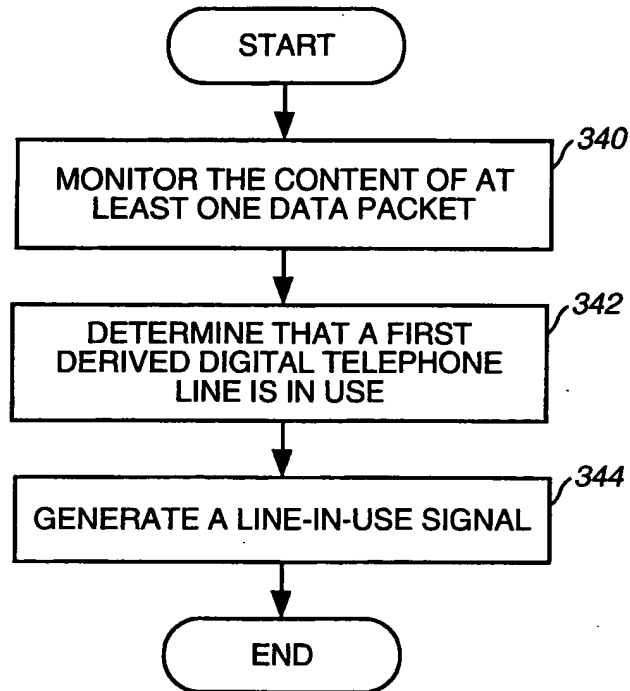 START
340
MONITOR THE CONTENT OF AT
LEAST ONE DATA PACKET
342
DETERMINE THAT A FIRST
DERIVED DIGITAL TELEPHONE
LINE IS IN USE
344
GENERATE A LINE-IN-USE SIGNAL
END